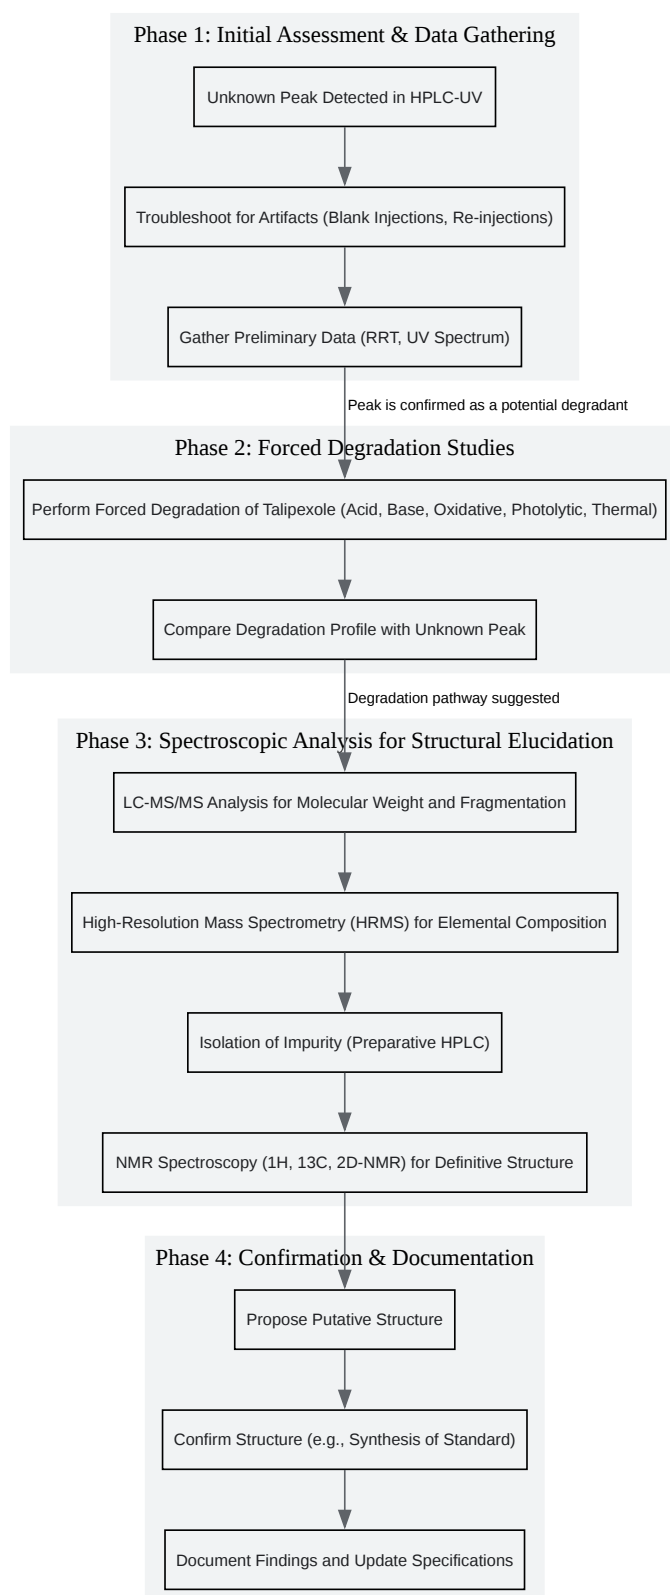 Phase 1: Initial Assessment & Data Gathering
Unknown Peak Detected in HPLC-UV
Troubleshoot for Artifacts (Blank Injections, Re-injections)
Gather Preliminary Data (RRT, UV Spectrum)
Peak is confirmed as a potential degradant
Phase 2: Forced Degradation Studies
Perform Forced Degradation of Talipexole (Acid, Base, Oxidative, Photolytic, Thermal)
Compare Degradation Profile with Unknown Peak
Degradation pathway suggested
Phase 3: Spectroscopic Analysis for Structural Elucidation
LC-MS/MS Analysis for Molecular Weight and Fragmentation
High-Resolution Mass Spectrometry (HRMS) for Elemental Composition
Isolation of Impurity (Preparative HPLC)
NMR Spectroscopy (1H, 13C, 2D-NMR) for Definitive Structure
Phase 4: Confirmation & Documentation
Propose Putative Structure
Confirm Structure (e.g., Synthesis of Standard)
Document Findings and Update Specifications